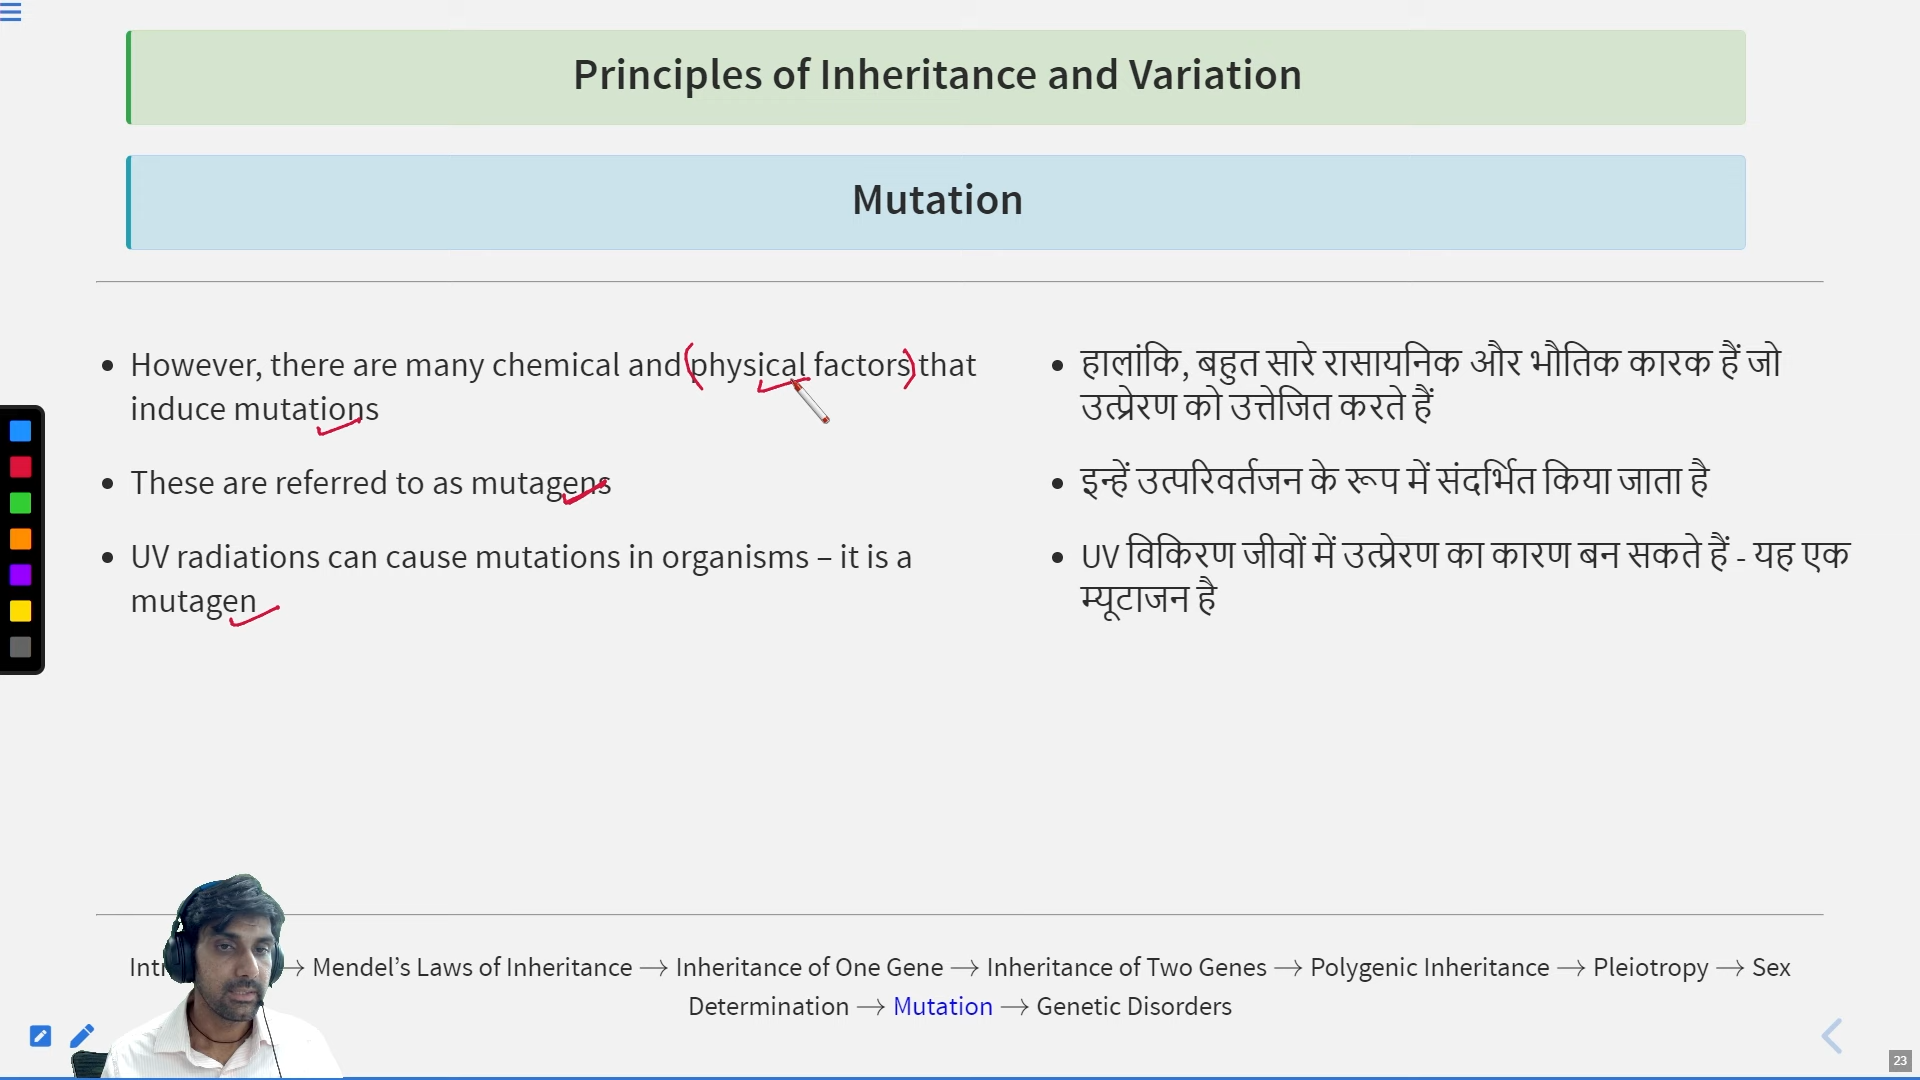 Principles of Inheritance and Variation
Mutation
However, there are many chemical and physical factors that
induce mutations
These are referred to as mutagens
UV radiations can cause mutations in organisms – it is a
mutagen
हालांकि, बहुत सारे रासायनिक और भौतिक कारक हैं जो
उत्प्रेरण को उत्तेजित करते हैं
इन्हें उत्परिवर्तजन के रूप में संदर्भित किया जाता है
UV विकिरण जीवों में उत्प्रेरण का कारण बन सकते हैं - यह एक
म्यूटाजन है
→ Mendel’s Laws of Inheritance → Inheritance of One Gene → Inheritance of Two Genes → Polygenic Inheritance → Pleiotropy → Sex
Determination → Mutation → Genetic Disorders
23